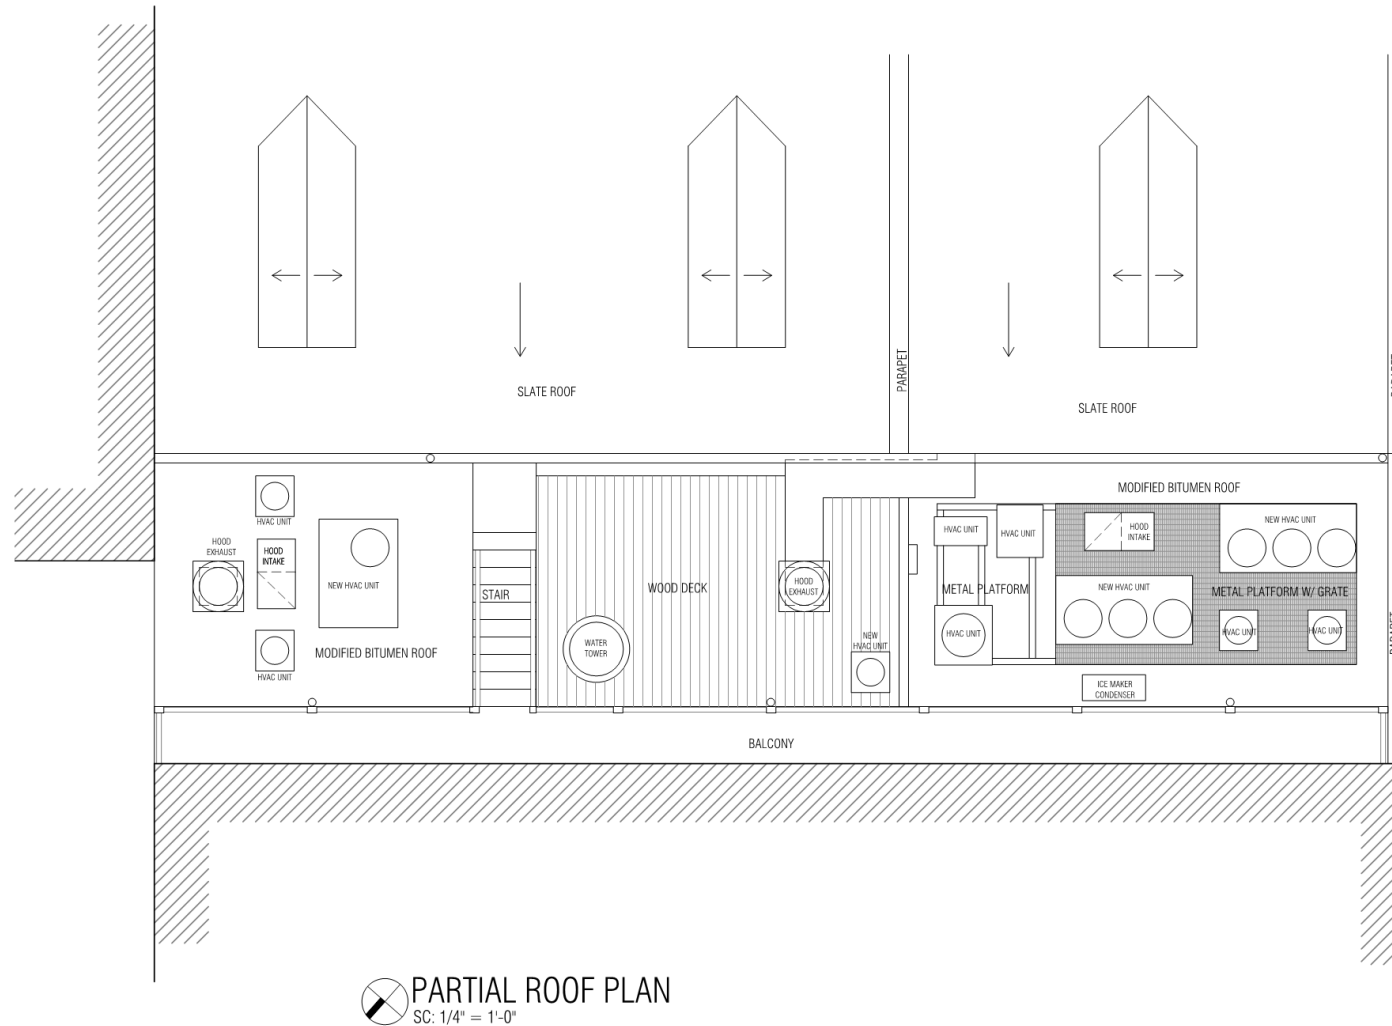 PARAPET
PARAPET
SLATE ROOF
SLATE ROOF
MODIFIED BITUMEN ROOF
HVAC UNIT
HOOD
EXHAUST
HOOD
INTAKE
NEW HVAC UNIT
HVAC UNIT
MODIFIED BITUMEN ROOF
STAIR
WOOD DECK
WATER
TOWER
HOOD
EXHAUST
NEW
HVAC UNIT
HVAC UNIT
HVAC UNIT
METAL PLATFORM
HVAC UNIT
HOOD
INTAKE
NEW HVAC UNIT
NEW HVAC UNIT
METAL PLATFORM W/ GRATE
HVAC UNIT
HVAC UNIT
PARAPET
ICE MAKER
CONDENSER
BALCONY
PARTIAL ROOF PLAN
SC: 1/4" = 1'-0"